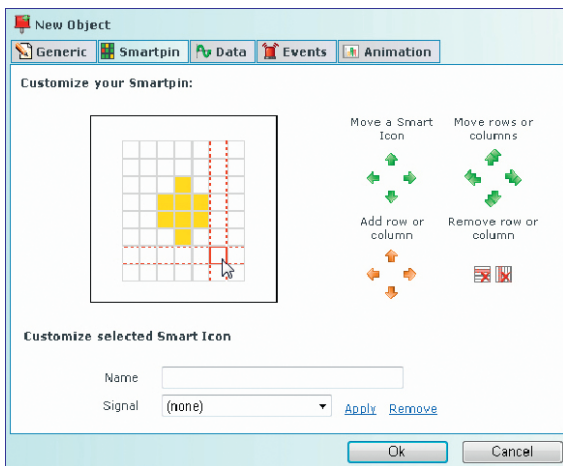 New Object
Generic Smartpin Data Events Animation
Customize your Smartpin:
Move a Smart Icon
Move rows or columns
Add row or column
Remove row or column
Customize selected Smart Icon
Name
Signal (none) Apply Remove
Ok Cancel